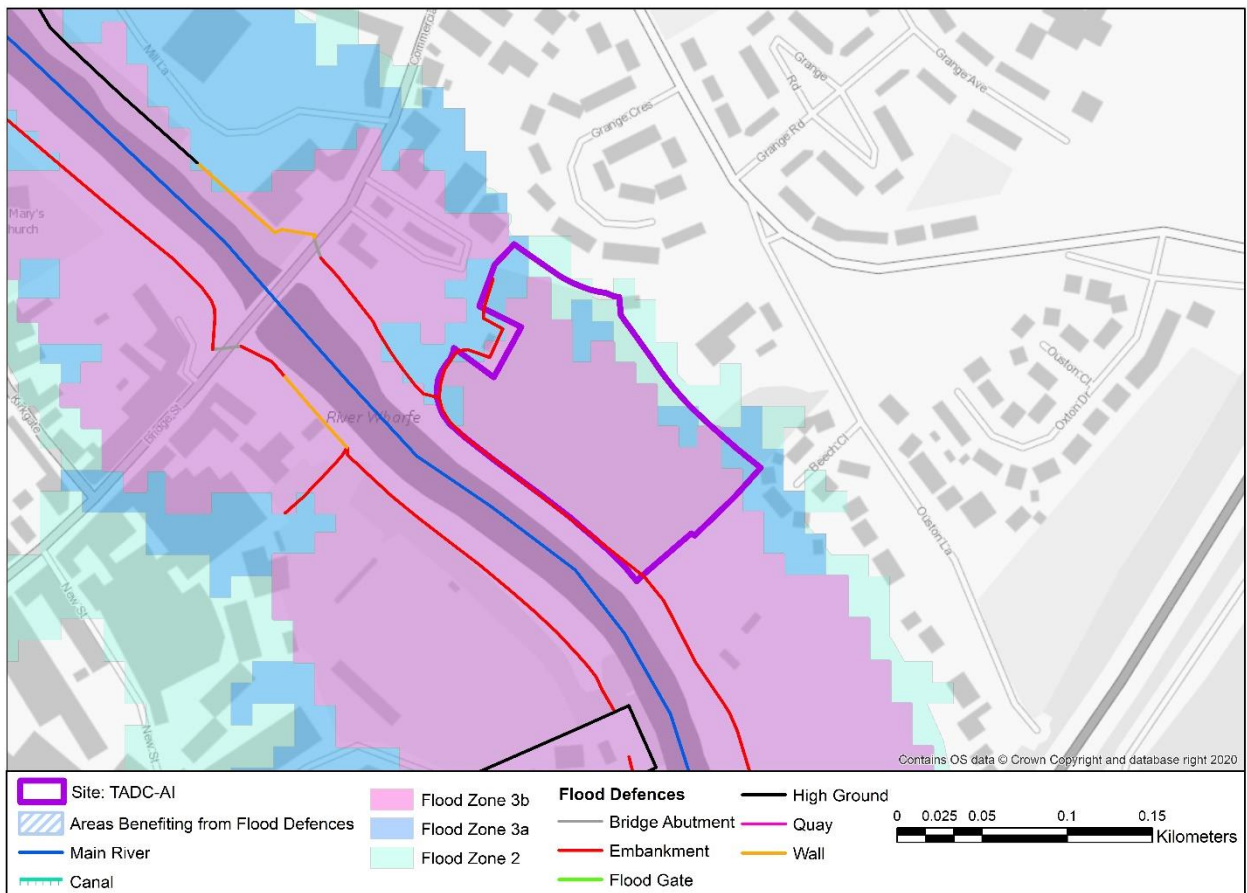 Mill La
Commercial
Grange Rd
Grange Ave
Grange Cres
Grange Rd
Mary's
hurch
River Wharfe
Bridge St
Kirkgate
New St
New St
Beech Cl
Ouston La
Ouston Cl
Oxton Dr
Contains OS data © Crown Copyright and database right 2020
Site: TADC-AI
Areas Benefiting from Flood Defences
Main River
Canal
Flood Zone 3b
Flood Zone 3a
Flood Zone 2
Flood Defences
Bridge Abutment
Embankment
Flood Gate
High Ground
Quay
Wall
0 0.025 0.05 0.1 0.15
Kilometers